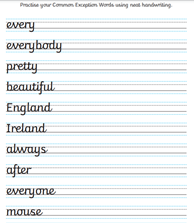 Practise your Common Exception Words using neat handwriting.
every
everybody
pretty
beautiful
England
Ireland
always
after
everyone
mouse